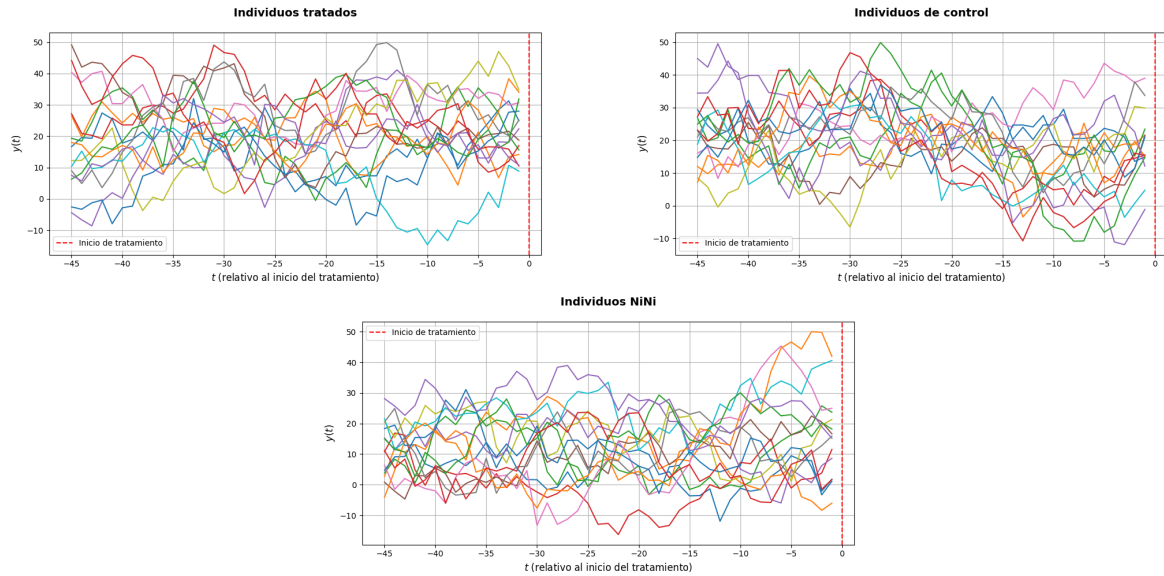 Individuos tratados
50
40
30
20
10
0
−10
y(t)
Inicio de tratamiento
−45 −40 −35 −30 −25 −20 −15 −10 −5 0
t (relativo al inicio del tratamiento)
Individuos de control
50
40
30
20
10
0
−10
y(t)
Inicio de tratamiento
−45 −40 −35 −30 −25 −20 −15 −10 −5 0
t (relativo al inicio del tratamiento)
Individuos NiNi
50
40
30
20
10
0
−10
y(t)
Inicio de tratamiento
−45 −40 −35 −30 −25 −20 −15 −10 −5 0
t (relativo al inicio del tratamiento)